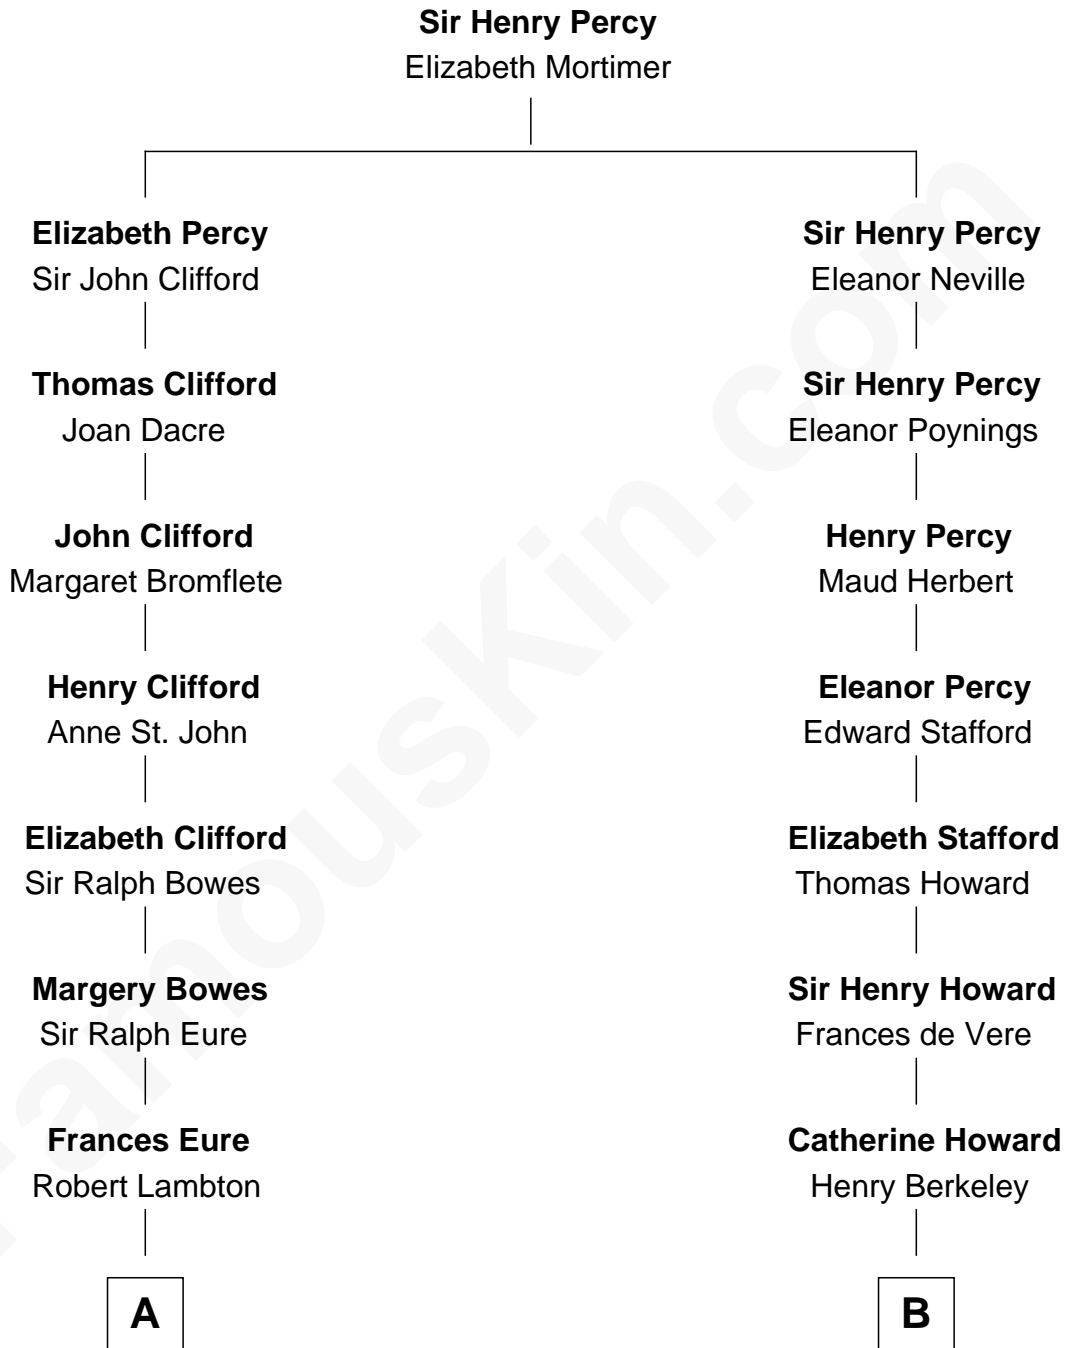 Sir Henry Percy
Elizabeth Mortimer
Elizabeth Percy
Sir John Clifford
Thomas Clifford
Joan Dacre
John Clifford
Margaret Bromflete
Henry Clifford
Anne St. John
Elizabeth Clifford
Sir Ralph Bowes
Margery Bowes
Sir Ralph Eure
Frances Eure
Robert Lambton
A
Sir Henry Percy
Eleanor Neville
Sir Henry Percy
Eleanor Poynings
Henry Percy
Maud Herbert
Eleanor Percy
Edward Stafford
Elizabeth Stafford
Thomas Howard
Sir Henry Howard
Frances de Vere
Catherine Howard
Henry Berkeley
B
FamousKin.com